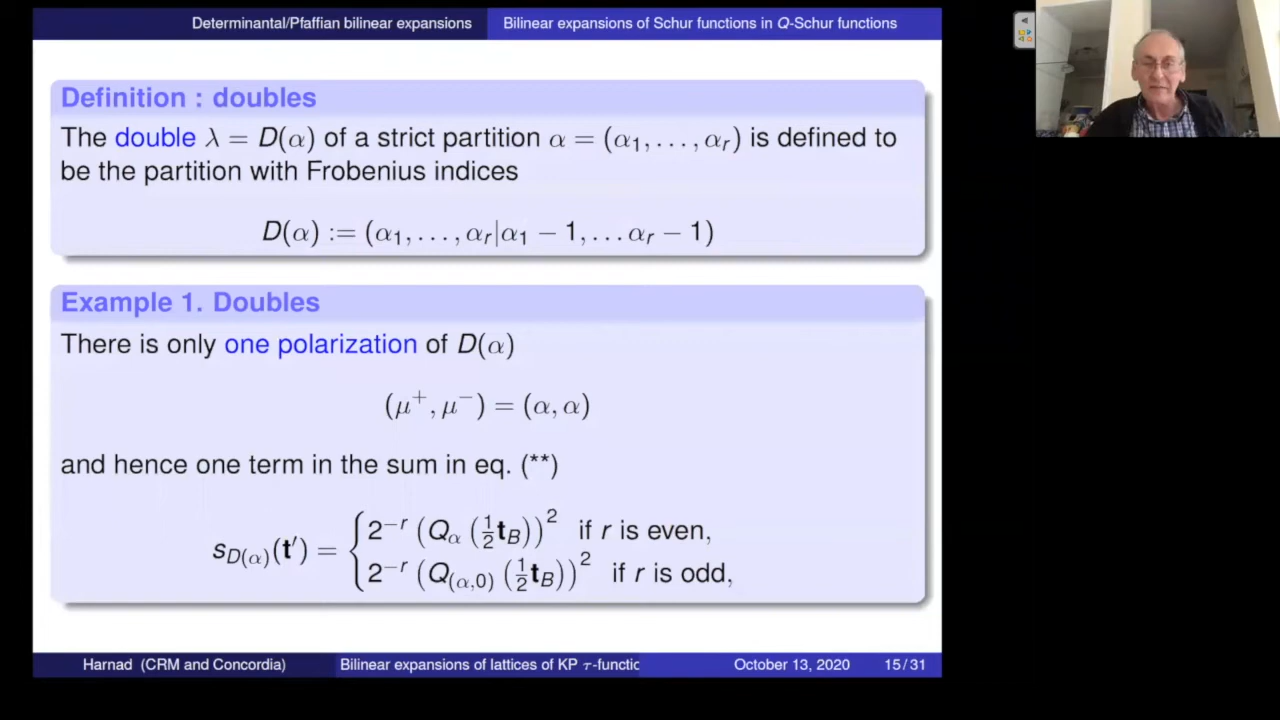 Determinantal/Pfaffian bilinear expansions Bilinear expansions of Schur functions in Q-Schur functions
Definition : doubles
The double λ = D(α) of a strict partition α = (α₁, . . . , αᵣ) is defined to
be the partition with Frobenius indices
D(α) := (α₁, . . . , αᵣ|α₁ − 1, . . . αᵣ − 1)
Example 1. Doubles
There is only one polarization of D(α)
(μ⁺, μ⁻) = (α, α)
and hence one term in the sum in eq. (**)
s_{D(α)}(t′) = { 2⁻ʳ (Q_α (½t_B))² if r is even,
2⁻ʳ (Q_{(α,0)} (½t_B))² if r is odd,
Harnad (CRM and Concordia) Bilinear expansions of lattices of KP τ-functic October 13, 2020 15 / 31